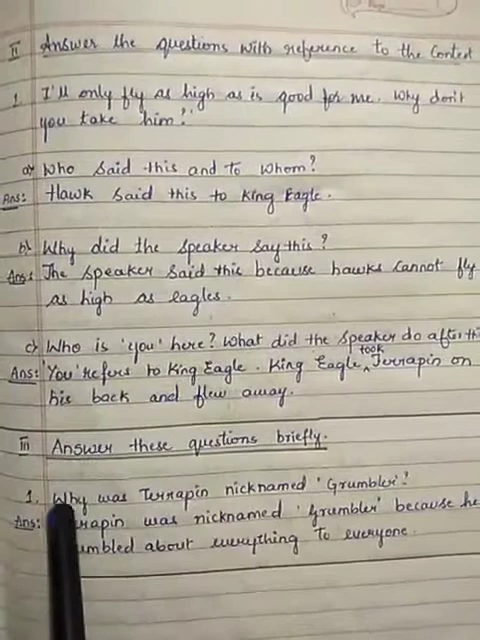 II Answer the questions with reference to the Context
1. I'll only fly as high as is good for me. Why don't
you take him?'
a) Who said this and to whom?
Ans: Hawk said this to King Eagle.
b) Why did the speaker say this?
Ans: The speaker said this because hawks cannot fly
as high as eagles.
c) Who is 'you' here? What did the speaker do after
Ans: 'You' refers to King Eagle. King Eagle took Terrapin on
his back and flew away.
III Answer these questions briefly.
1. Why was Terrapin nicknamed 'Grumbler'?
Ans: was nicknamed 'Grumbler' because he
about everything to everyone.